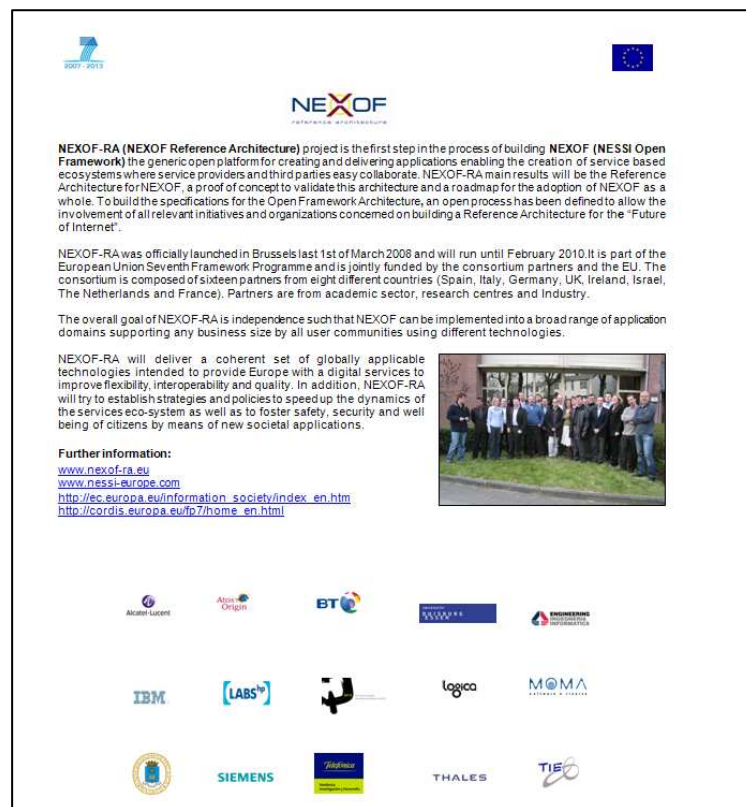 2007 - 2013
NEXOF
reference architecture
NEXOF-RA (NEXOF Reference Architecture) project is the first step in the process of building NEXOF (NESSI Open
Framework) the generic open platform for creating and delivering applications enabling the creation of service based
ecosystems where service providers and third parties easy collaborate. NEXOF-RA main results will be the Reference
Architecture for NEXOF, a proof of concept to validate this architecture and a roadmap for the adoption of NEXOF as a
whole. To build the specifications for the Open Framework Architecture, an open process has been defined to allow the
involvement of all relevant initiatives and organizations concerned on building a Reference Architecture for the “Future
of Internet”.
NEXOF-RA was officially launched in Brussels last 1st of March 2008 and will run until February 2010.It is part of the
European Union Seventh Framework Programme and is jointly funded by the consortium partners and the EU. The
consortium is composed of sixteen partners from eight different countries (Spain, Italy, Germany, UK, Ireland, Israel,
The Netherlands and France). Partners are from academic sector, research centres and Industry.
The overall goal of NEXOF-RA is independence such that NEXOF can be implemented into a broad range of application
domains supporting any business size by all user communities using different technologies.
NEXOF-RA will deliver a coherent set of globally applicable
technologies intended to provide Europe with a digital services to
improve flexibility, interoperability and quality. In addition, NEXOF-RA
will try to establish strategies and policies to speed up the dynamics
of the services eco-system as well as to foster safety, security and well
being of citizens by means of new societal applications.
Further information:
www.nexof-ra.eu
www.nessi-europe.com
http://ec.europa.eu/information_society/index_en.htm
http://cordis.europa.eu/fp7/home_en.html
Alcatel-Lucent
Atos Origin
BT
DUISBURG
ESSEN
ENGINEERING
INGEGNERIA
INFORMATICA
IBM
LABS hp
logica
MOMA
SIEMENS
Telefónica
THALES
TIE